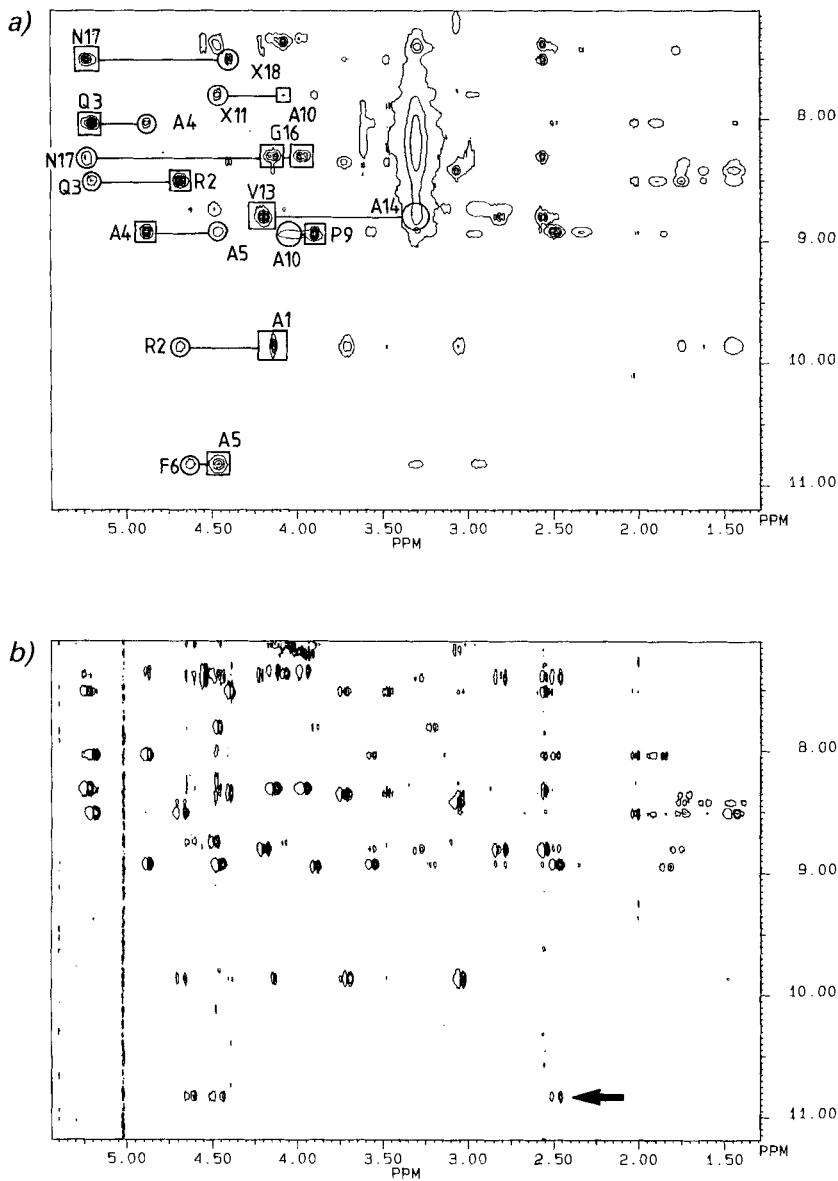 a)
N17
X18
8.00
Q3
A4
X11
A10
G16
N17
Q3
R2
V13
A14
9.00
A4
A5
A10
P9
A1
R2
10.00
A5
F6
11.00
PPM
5.00 4.50 4.00 3.50 3.00 2.50 2.00 1.50
PPM
b)
8.00
9.00
10.00
11.00
PPM
5.00 4.50 4.00 3.50 3.00 2.50 2.00 1.50
PPM